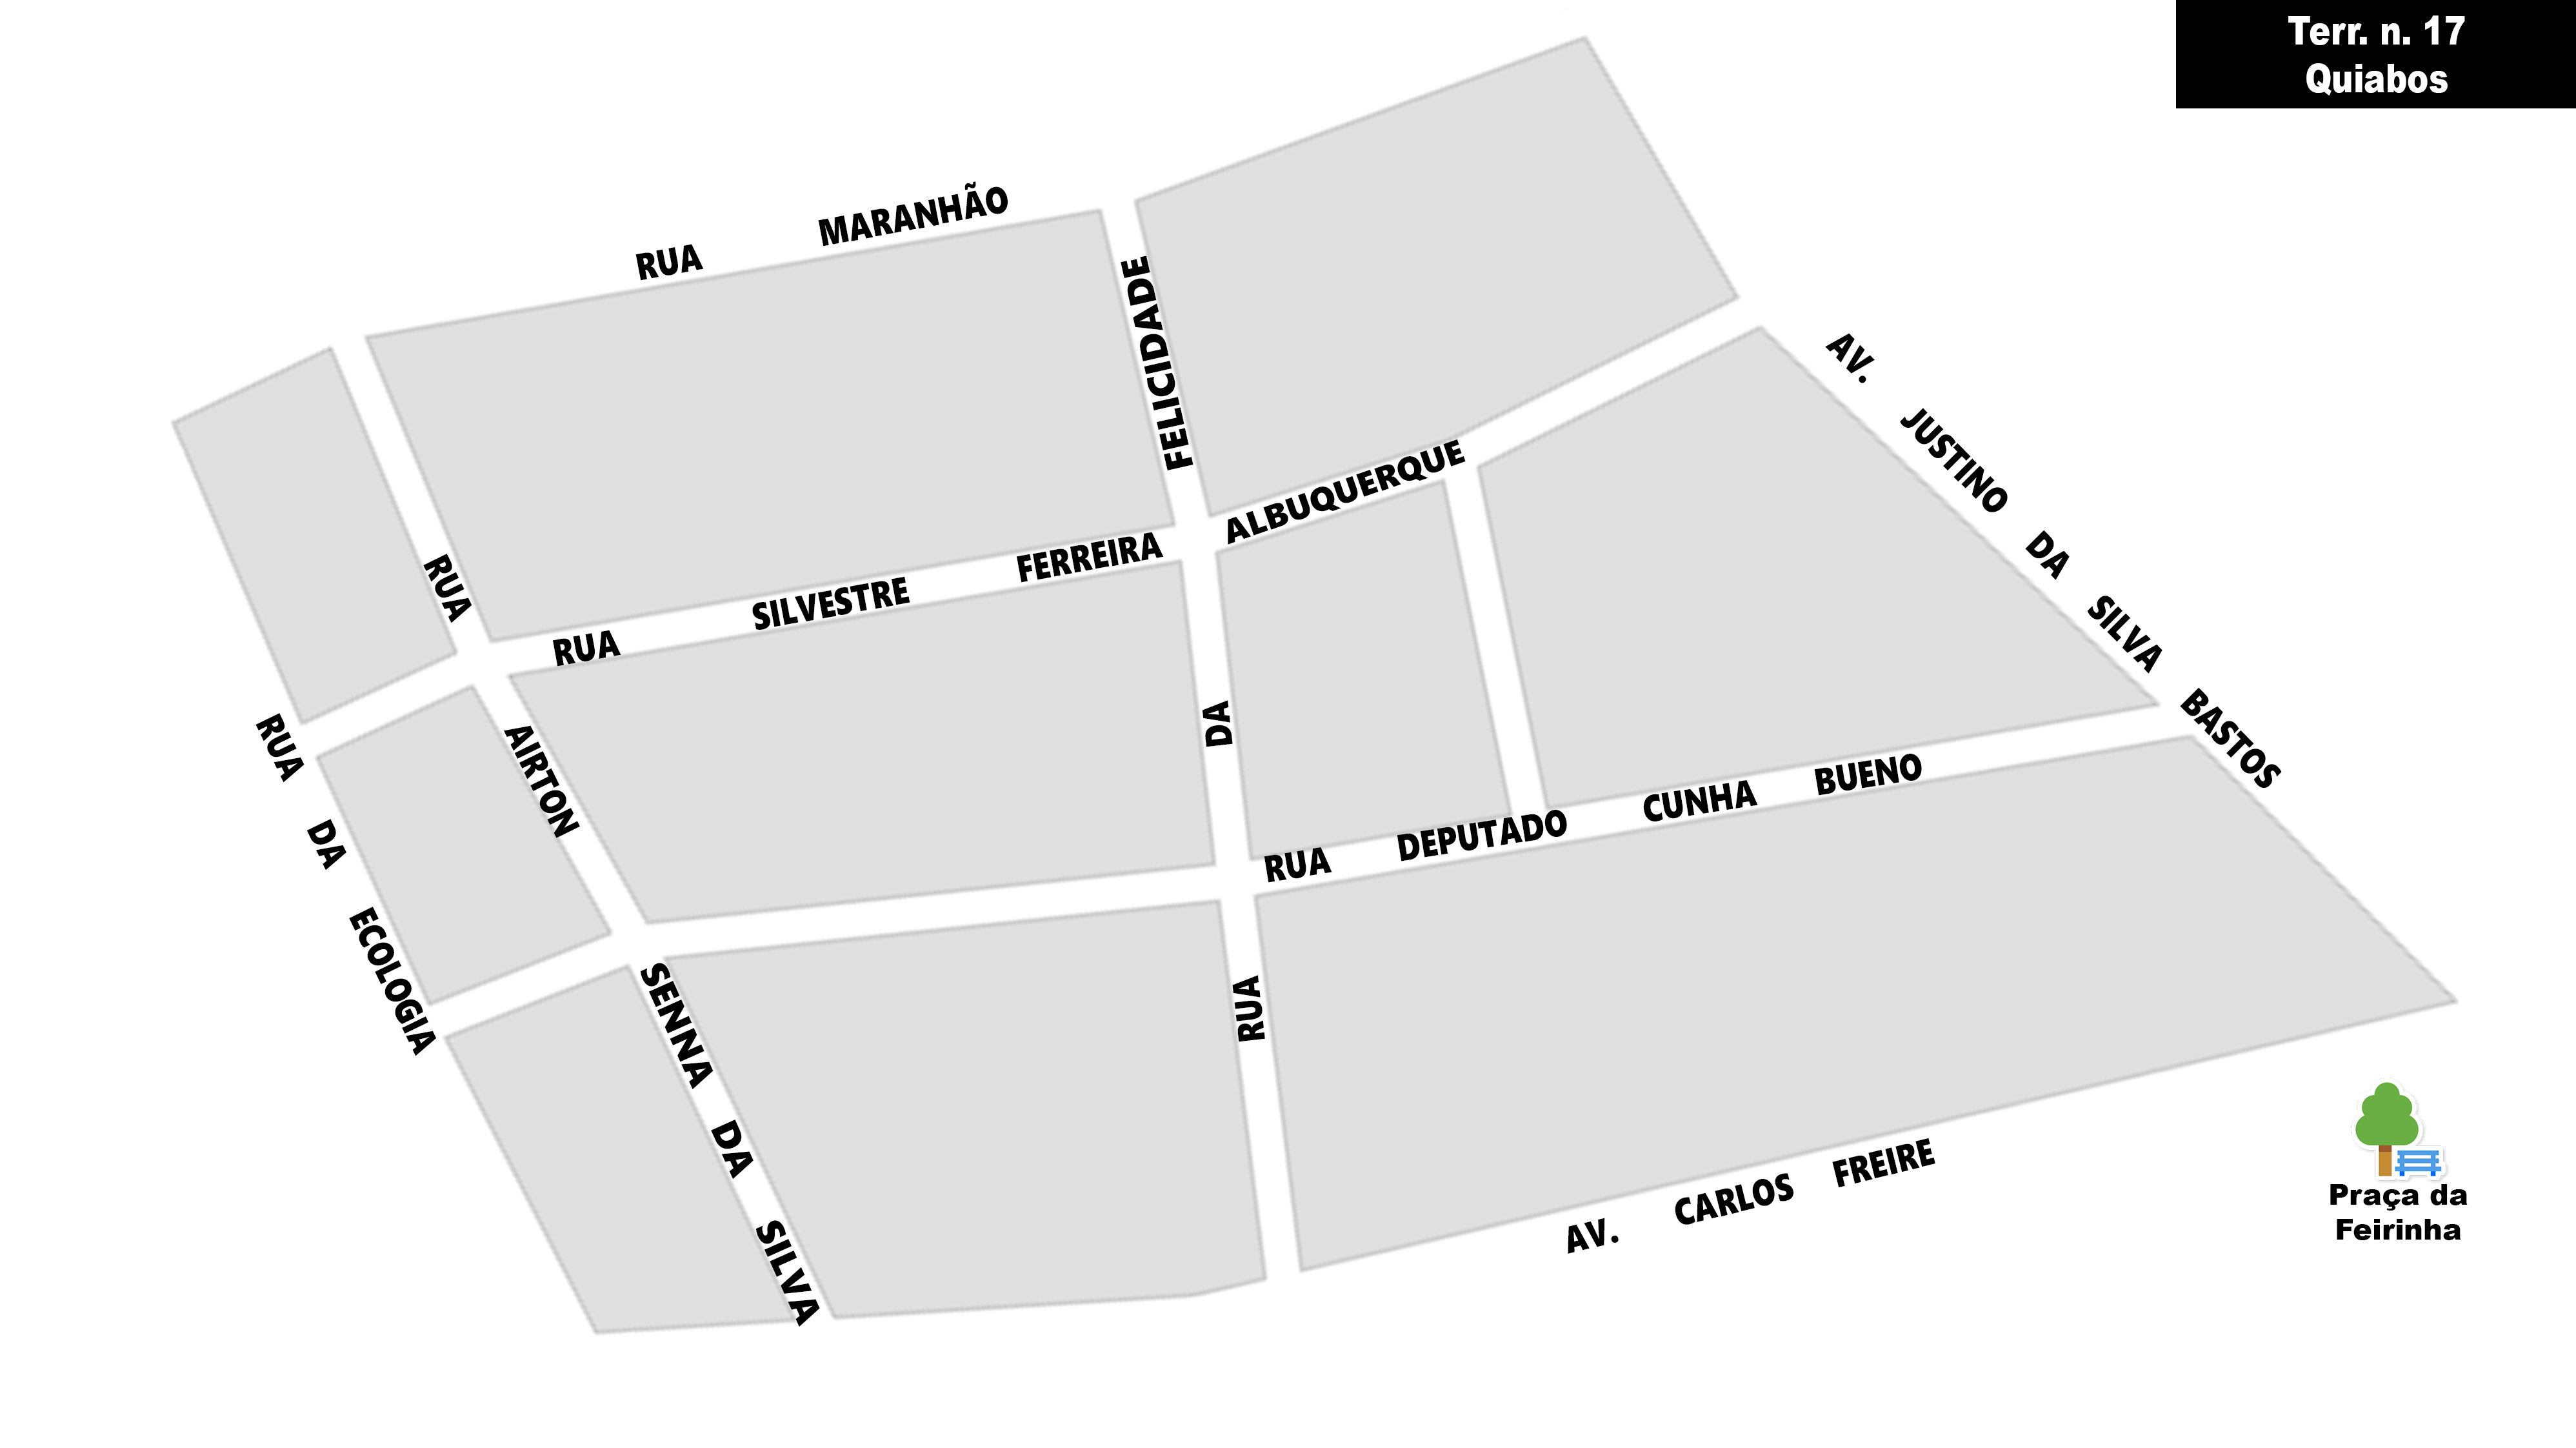 Terr. n. 17
Quiabos
RUA MARANHÃO
RUA DA FELICIDADE
RUA SILVESTRE FERREIRA ALBUQUERQUE
AV. JUSTINO DA SILVA BASTOS
RUA AIRTON SENNA DA SILVA
RUA DA ECOLOGIA
RUA DEPUTADO CUNHA BUENO
AV. CARLOS FREIRE
Praça da
Feirinha